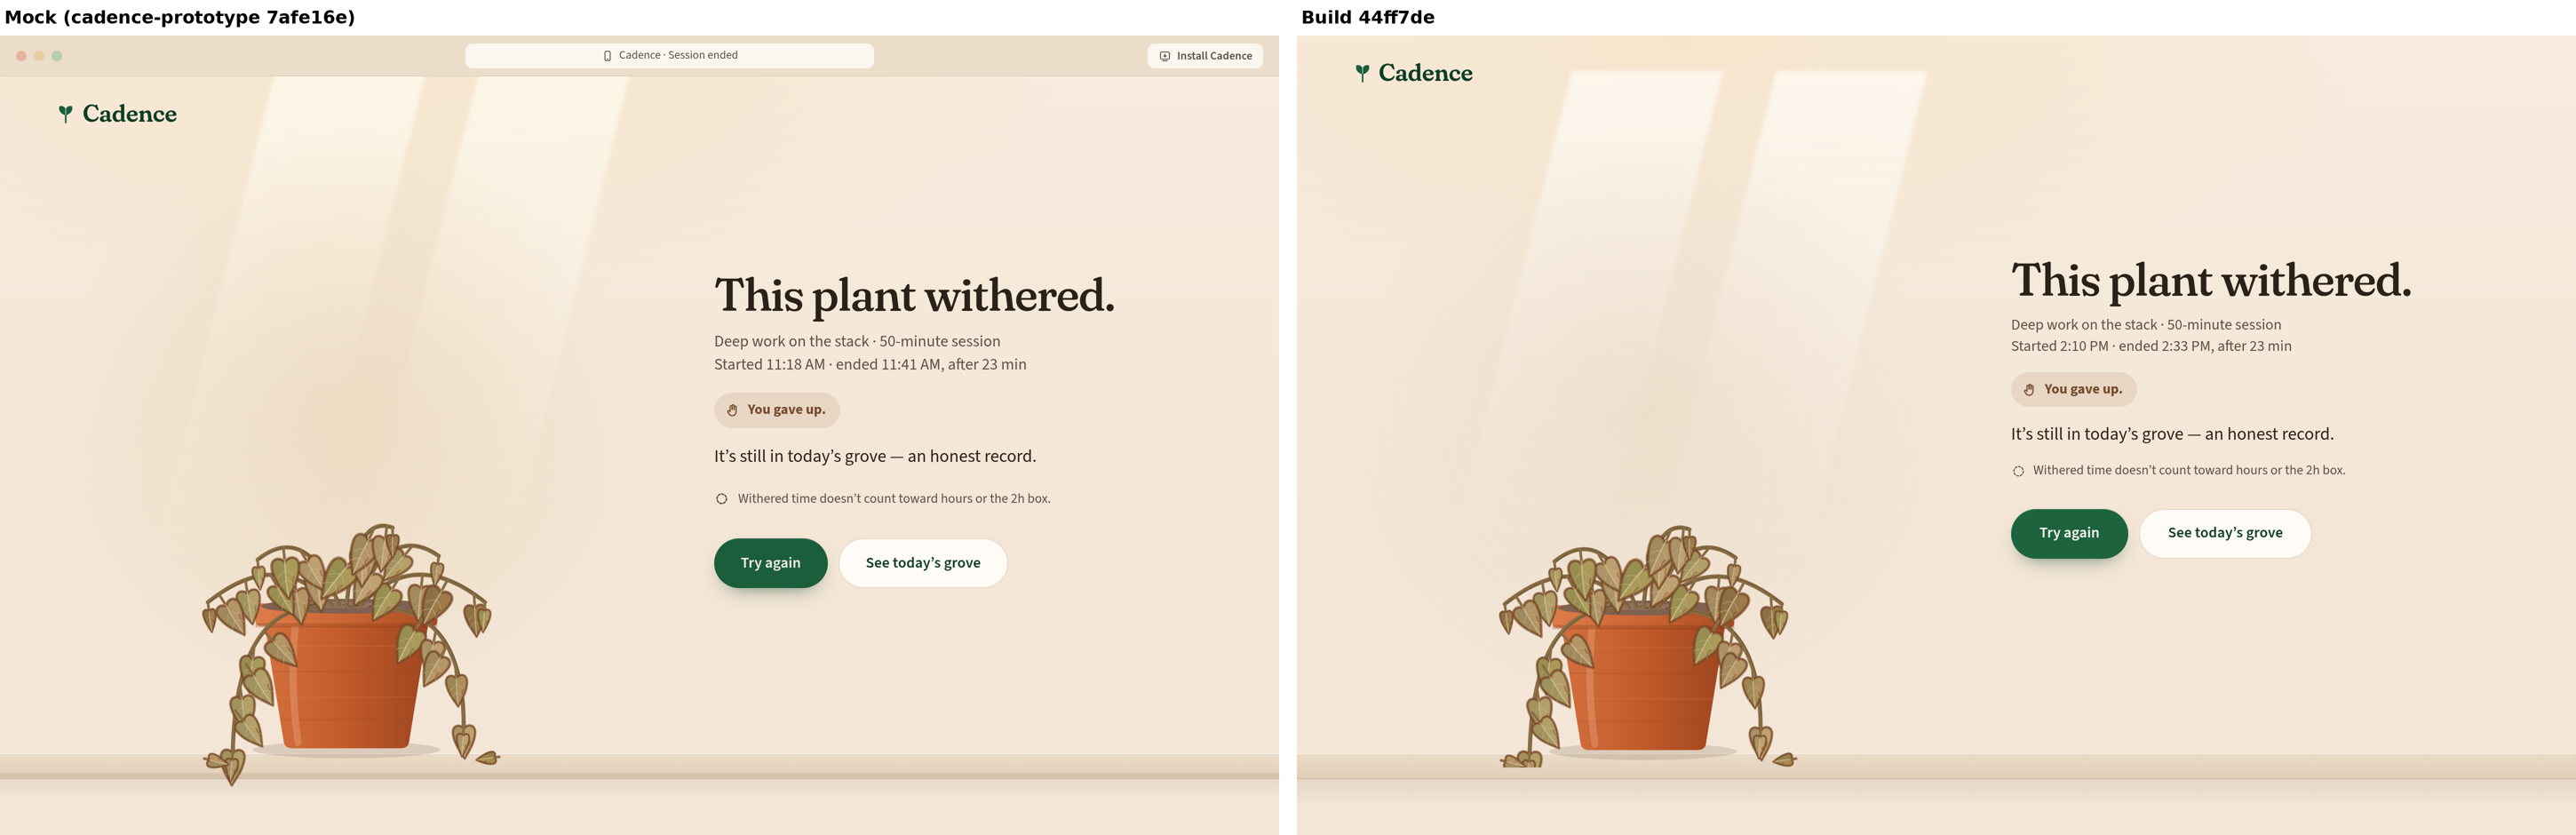 Mock (cadence-prototype 7afe16e)
Cadence · Session ended
Install Cadence
Cadence
This plant withered.
Deep work on the stack · 50-minute session
Started 11:18 AM · ended 11:41 AM, after 23 min
You gave up.
It’s still in today’s grove — an honest record.
Withered time doesn’t count toward hours or the 2h box.
Try again
See today’s grove
Build 44ff7de
Cadence
This plant withered.
Deep work on the stack · 50-minute session
Started 2:10 PM · ended 2:33 PM, after 23 min
You gave up.
It’s still in today’s grove — an honest record.
Withered time doesn’t count toward hours or the 2h box.
Try again
See today’s grove